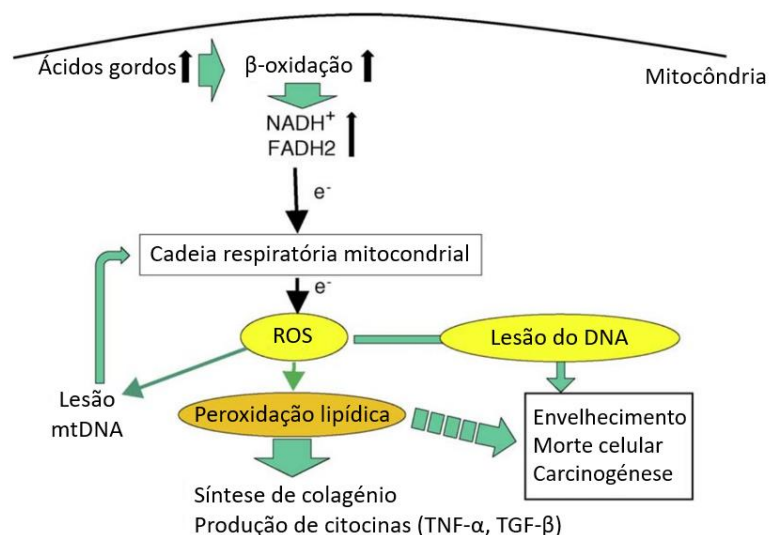 Ácidos gordos
β-oxidação
Mitocôndria
NADH⁺
FADH2
e⁻
Cadeia respiratória mitocondrial
e⁻
ROS
Lesão do DNA
Lesão
mtDNA
Peroxidação lipídica
Envelhecimento
Morte celular
Carcinogénese
Síntese de colagénio
Produção de citocinas (TNF-α, TGF-β)